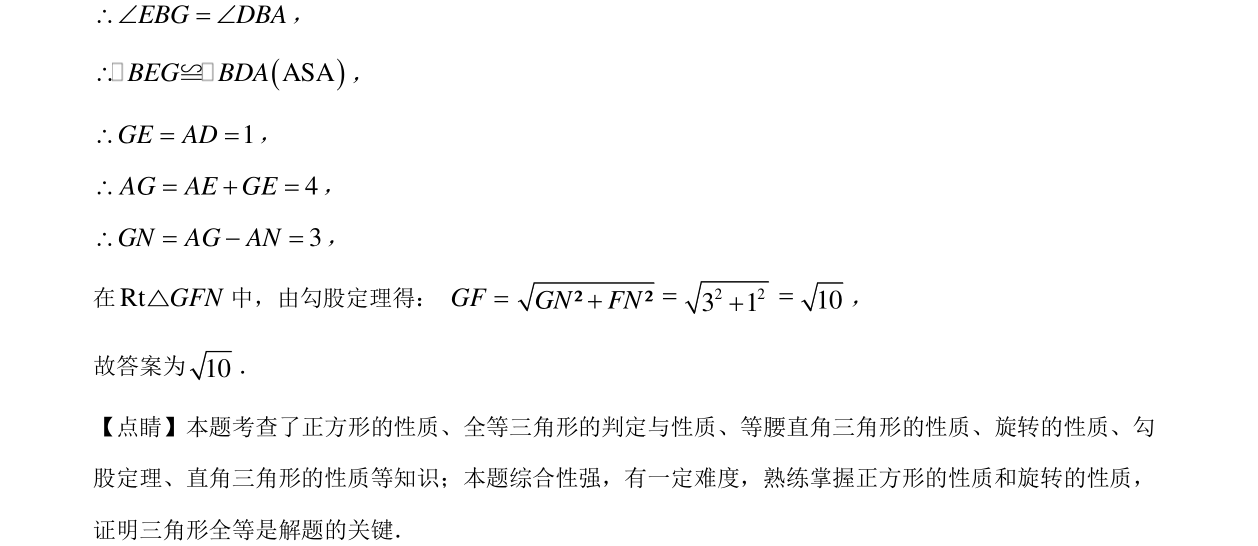 ∴∠EBG = ∠DBA，
∴□BEG≌□BDA(ASA)，
∴GE = AD = 1，
∴AG = AE + GE = 4，
∴GN = AG − AN = 3，
在Rt△GFN 中，由勾股定理得： GF = √(GN² + FN²) = √(3² + 1²) = √10，
故答案为√10．
【点睛】本题考查了正方形的性质、全等三角形的判定与性质、等腰直角三角形的性质、旋转的性质、勾
股定理、直角三角形的性质等知识；本题综合性强，有一定难度，熟练掌握正方形的性质和旋转的性质，
证明三角形全等是解题的关键．